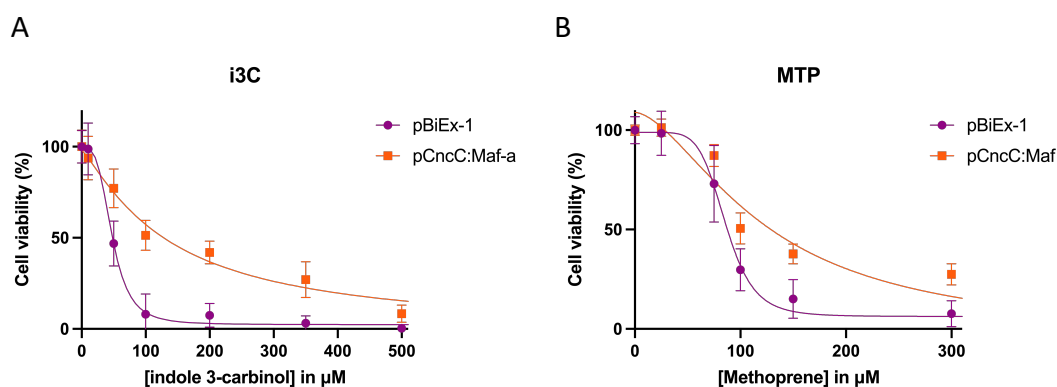 A
i3C
Cell viability (%)
100
50
0
0 100 200 300 400 500
[indole 3-carbinol] in µM
pBiEx-1
pCncC:Maf-a
B
MTP
Cell viability (%)
100
50
0
0 100 200 300
[Methoprene] in µM
pBiEx-1
pCncC:Maf